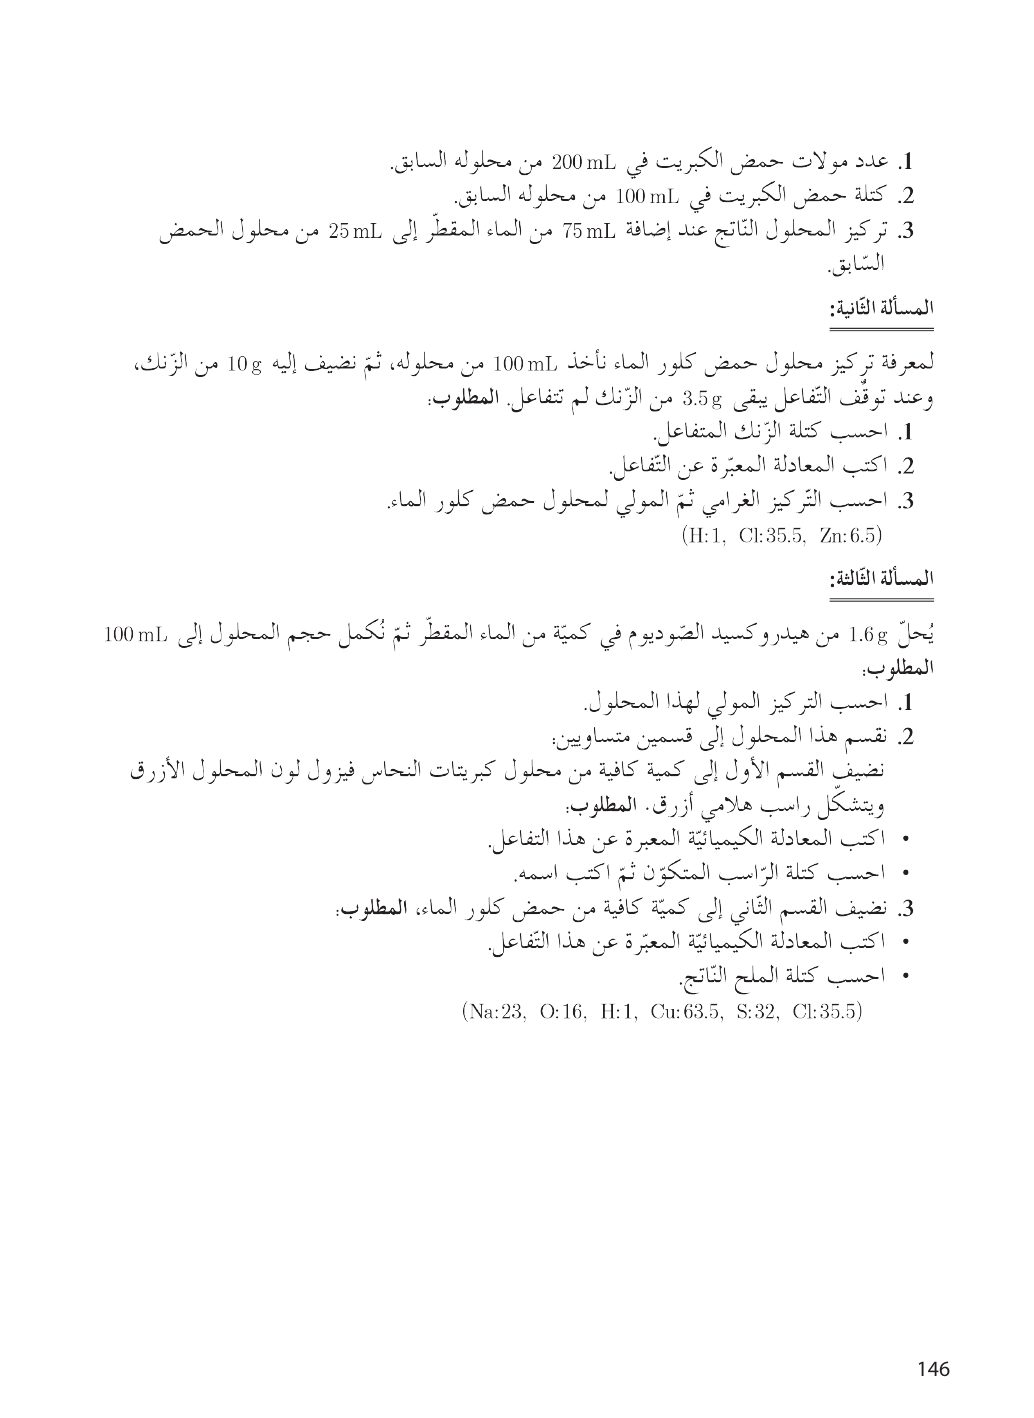 1. عدد مولات حمض الكبريت في 200 mL من محلوله السابق.
2. كتلة حمض الكبريت في 100 mL من محلوله السابق.
3. تركيز المحلول النّاتج عند إضافة 75 mL من الماء المقطّر إلى 25 mL من محلول الحمض
السّابق.
المسألة الثّانية:
لمعرفة تركيز محلول حمض كلور الماء نأخذ 100 mL من محلوله، ثمّ نضيف إليه 10 g من الزّنك،
وعند توقُّف التّفاعل يبقى 3.5 g من الزّنك لم تتفاعل. المطلوب:
1. احسب كتلة الزّنك المتفاعل.
2. اكتب المعادلة المعبّرة عن التّفاعل.
3. احسب التّركيز الغرامي ثمّ المولي لمحلول حمض كلور الماء.
(H:1, Cl:35.5, Zn:6.5)
المسألة الثّالثة:
يُحلّ 1.6 g من هيدروكسيد الصّوديوم في كميّة من الماء المقطّر ثمّ نُكمل حجم المحلول إلى 100 mL
المطلوب:
1. احسب التركيز المولي لهذا المحلول.
2. نقسم هذا المحلول إلى قسمين متساويين:
نضيف القسم الأول إلى كمية كافية من محلول كبريتات النحاس فيزول لون المحلول الأزرق
ويتشكّل راسب هلامي أزرق. المطلوب:
• اكتب المعادلة الكيميائيّة المعبرة عن هذا التفاعل.
• احسب كتلة الرّاسب المتكوّن ثمّ اكتب اسمه.
3. نضيف القسم الثّاني إلى كميّة كافية من حمض كلور الماء، المطلوب:
• اكتب المعادلة الكيميائيّة المعبّرة عن هذا التّفاعل.
• احسب كتلة الملح النّاتج.
(Na:23, O:16, H:1, Cu:63.5, S:32, Cl:35.5)
146